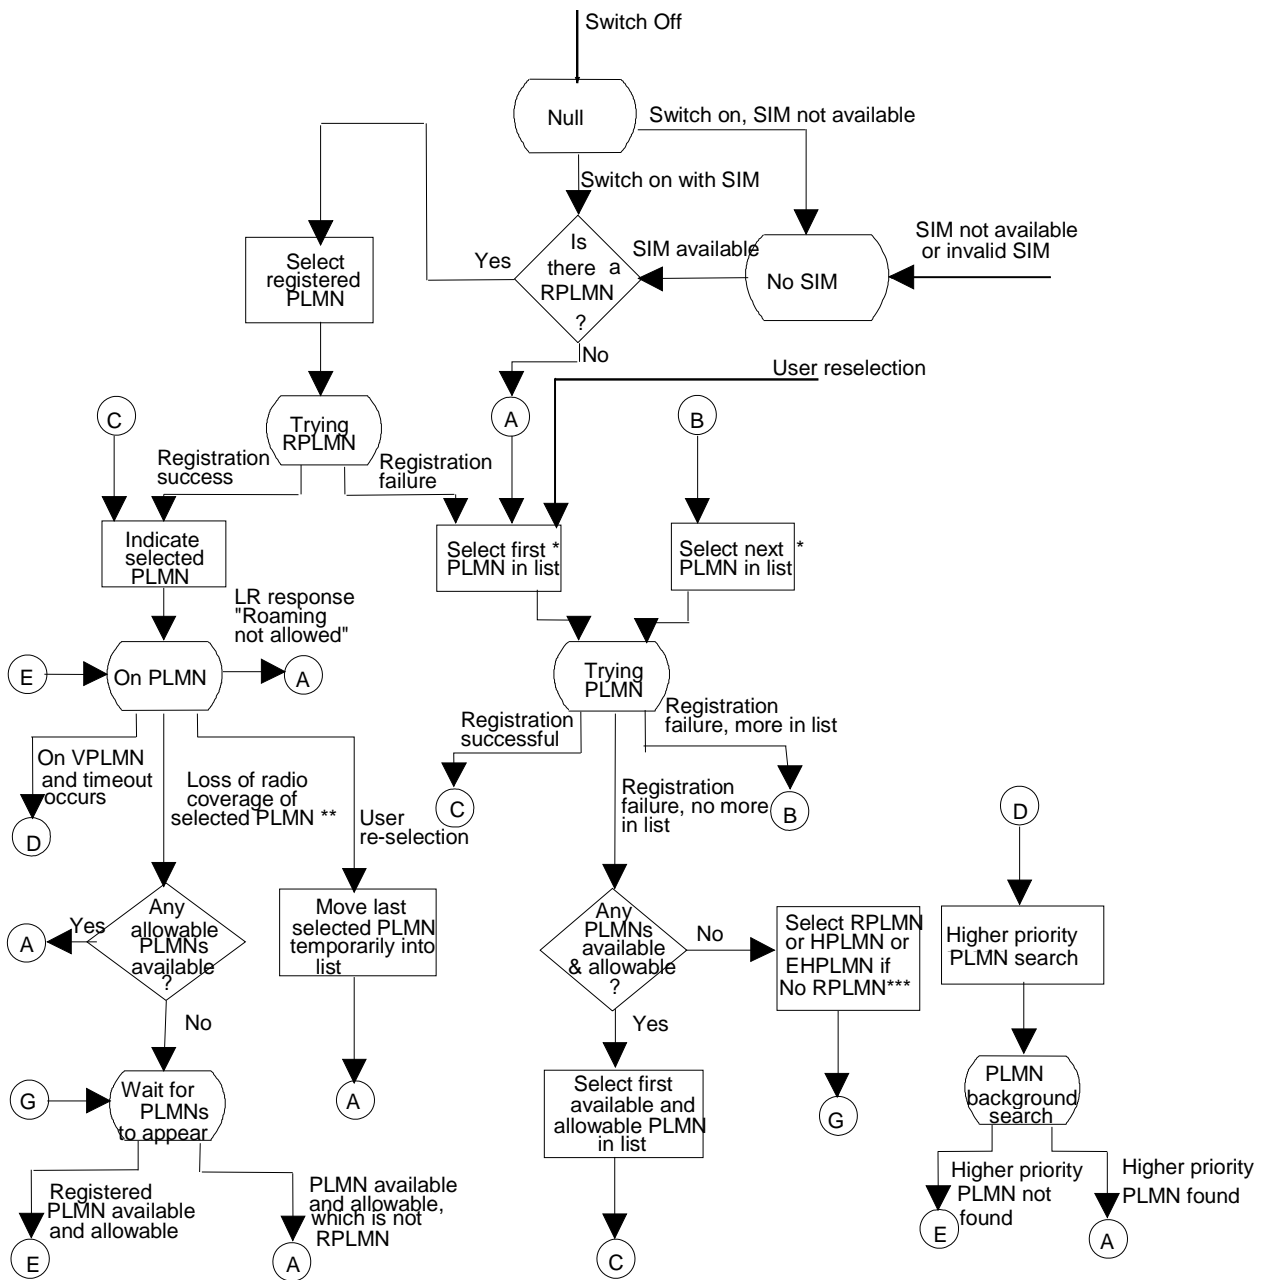 Switch Off
Null
Switch on, SIM not available
Switch on with SIM
SIM not available
or invalid SIM
Is
there a
RPLMN
?
SIM available
No SIM
Yes
Select
registered
PLMN
No
User reselection
C
Trying
RPLMN
A
B
Registration
success
Registration
failure
Indicate
selected
PLMN
Select first *
PLMN in list
Select next *
PLMN in list
LR response
"Roaming
not allowed"
E
On PLMN
A
Trying
PLMN
Registration
successful
Registration
failure, more in list
On VPLMN
and timeout
occurs
Loss of radio
coverage of
selected PLMN **
User
re-selection
Registration
failure, no more
in list
D
C
B
D
A
Yes
Any
allowable
PLMNs
available
?
Move last
selected PLMN
temporarily into
list
Any
PLMNs
available
& allowable
?
No
Select RPLMN
or HPLMN or
EHPLMN if
No RPLMN***
Higher priority
PLMN search
No
Yes
G
Wait for
PLMNs
to appear
A
Select first
available and
allowable PLMN
in list
G
PLMN
background
search
Registered
PLMN available
and allowable
PLMN available
and allowable,
which is not
RPLMN
Higher priority
PLMN not
found
Higher priority
PLMN found
E
A
C
E
A